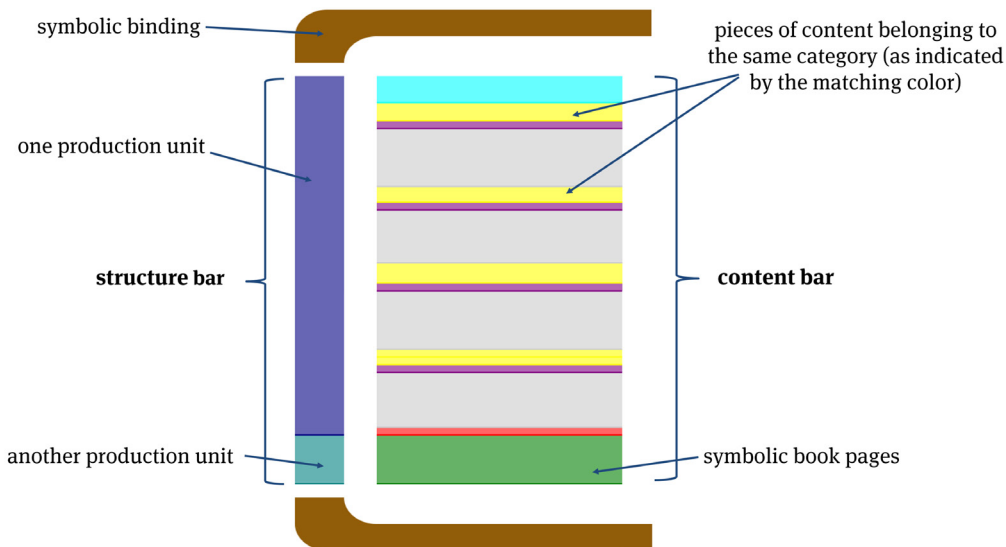 symbolic binding
pieces of content belonging to
the same category (as indicated
by the matching color)
one production unit
structure bar
content bar
another production unit
symbolic book pages